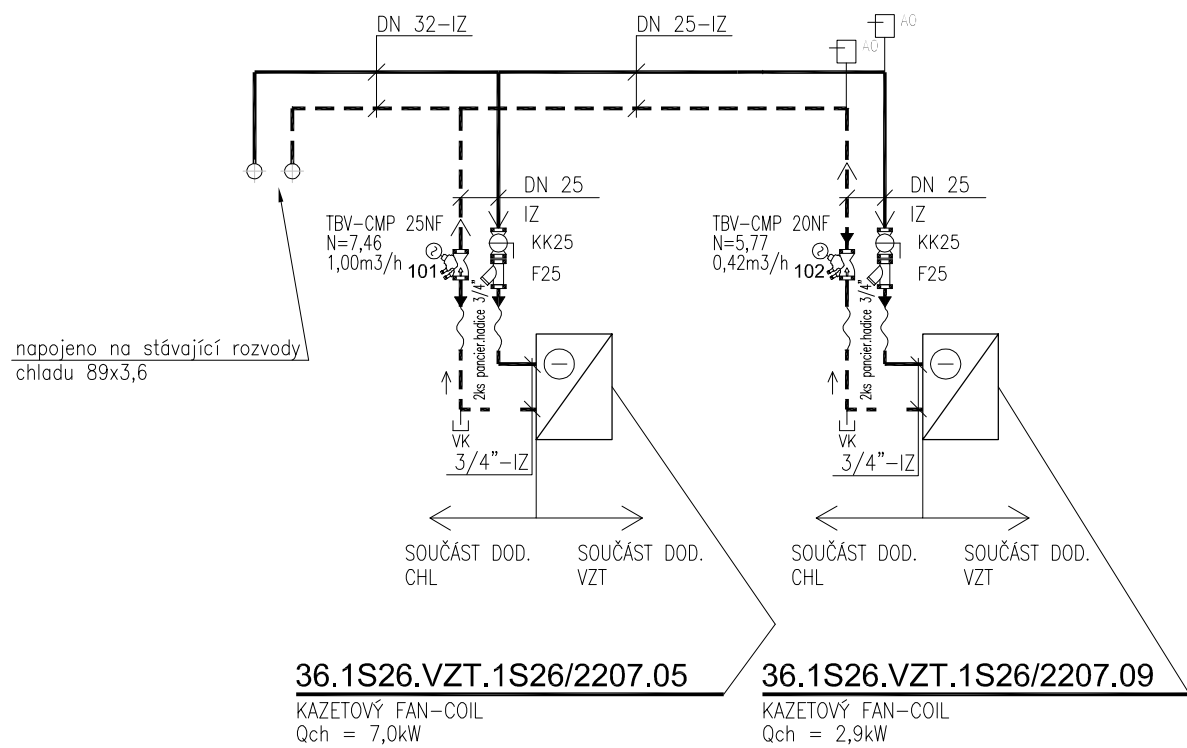 DN 32-IZ
DN 25-IZ
AO
AO
DN 25
IZ
DN 25
IZ
TBV-CMP 25NF
N=7,46
1,00m3/h
101
KK25
F25
TBV-CMP 20NF
N=5,77
0,42m3/h
102
KK25
F25
2ks pancier.hadice 3/4"
2ks pancier.hadice 3/4"
napojeno na stávající rozvody
chladu 89x3,6
VK
3/4"-IZ
VK
3/4"-IZ
SOUČÁST DOD.
CHL
SOUČÁST DOD.
VZT
SOUČÁST DOD.
CHL
SOUČÁST DOD.
VZT
36.1S26.VZT.1S26/2207.05
KAZETOVÝ FAN-COIL
Qch = 7,0kW
36.1S26.VZT.1S26/2207.09
KAZETOVÝ FAN-COIL
Qch = 2,9kW